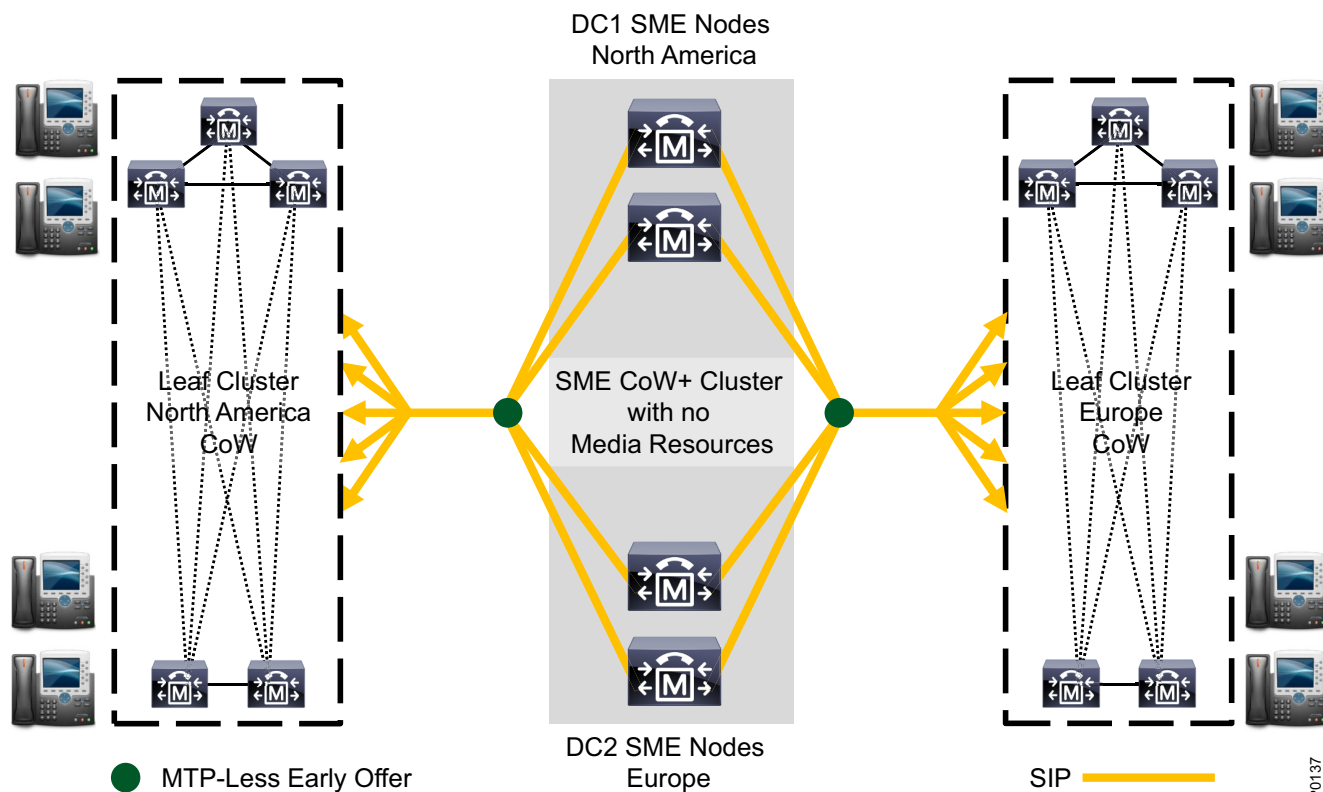 DC1 SME Nodes
North America
M
M
M
M
M
M
M
M
Leaf Cluster
North America
CoW
SME CoW+ Cluster
with no
Media Resources
Leaf Cluster
Europe
CoW
M
M
M
M
M
M
DC2 SME Nodes
Europe
MTP-Less Early Offer
SIP